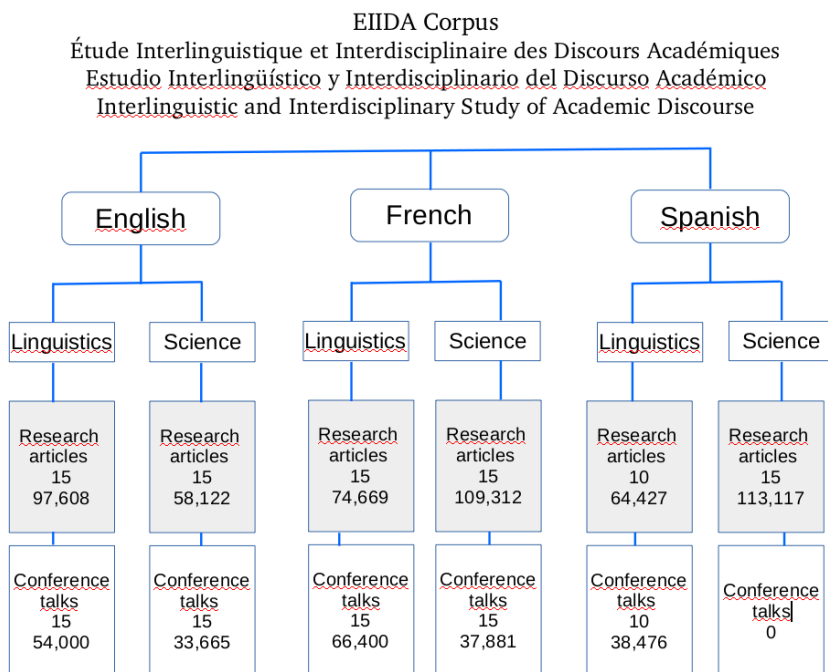 EIIDA Corpus
Étude Interlinguistique et Interdisciplinaire des Discours Académiques
Estudio Interlingüístico y Interdisciplinario del Discurso Académico
Interlinguistic and Interdisciplinary Study of Academic Discourse
English
French
Spanish
Linguistics
Science
Linguistics
Science
Linguistics
Science
Research
articles
15
97,608
Research
articles
15
58,122
Research
articles
15
74,669
Research
articles
15
109,312
Research
articles
10
64,427
Research
articles
15
113,117
Conference
talks
15
54,000
Conference
talks
15
33,665
Conference
talks
15
66,400
Conference
talks
15
37,881
Conference
talks
10
38,476
Conference
talks
0